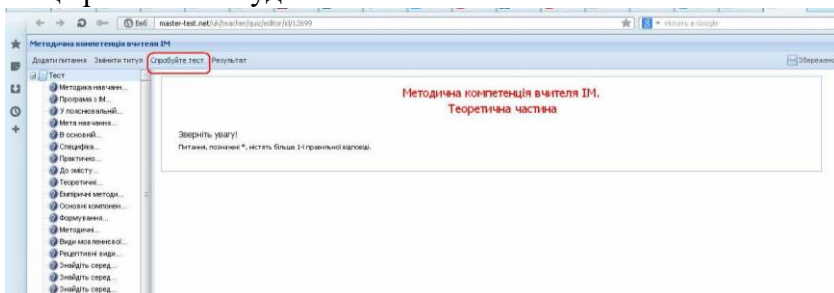 Веб master-test.net/uk/teacher/quiz/editor/id/12699
Искать в Google
Методична компетенція вчителя ІМ
Додати питання Змінити титул Спробуйте тест Результат
Збережено
Тест
Методика навчанн...
Програма з ІМ...
У пояснювальній...
Мета навчання...
В основній...
Специфіка...
Практично...
До змісту...
Теоретичні...
Емпіричні методи...
Основні компонен...
Формування...
Методичні...
Види мовленнєвої...
Рецептивні види...
Знайдіть серед...
Знайдіть серед...
Знайдіть серед...
Методична компетенція вчителя ІМ.
Теоретична частина
Зверніть увагу!
Питання, позначені *, містять більше 1-ї правильної відповіді.